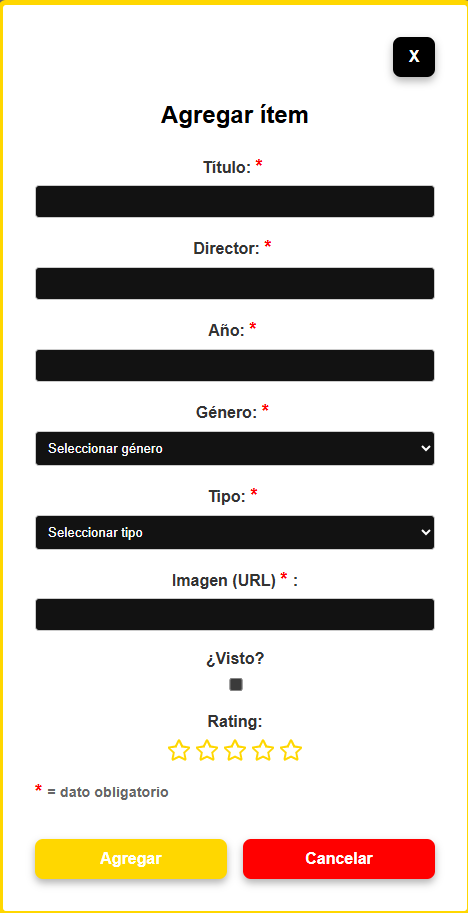 X
Agregar ítem
Título: *
Director: *
Año: *
Género: *
Seleccionar género
Tipo: *
Seleccionar tipo
Imagen (URL) * :
¿Visto?
Rating:
* = dato obligatorio
Agregar
Cancelar